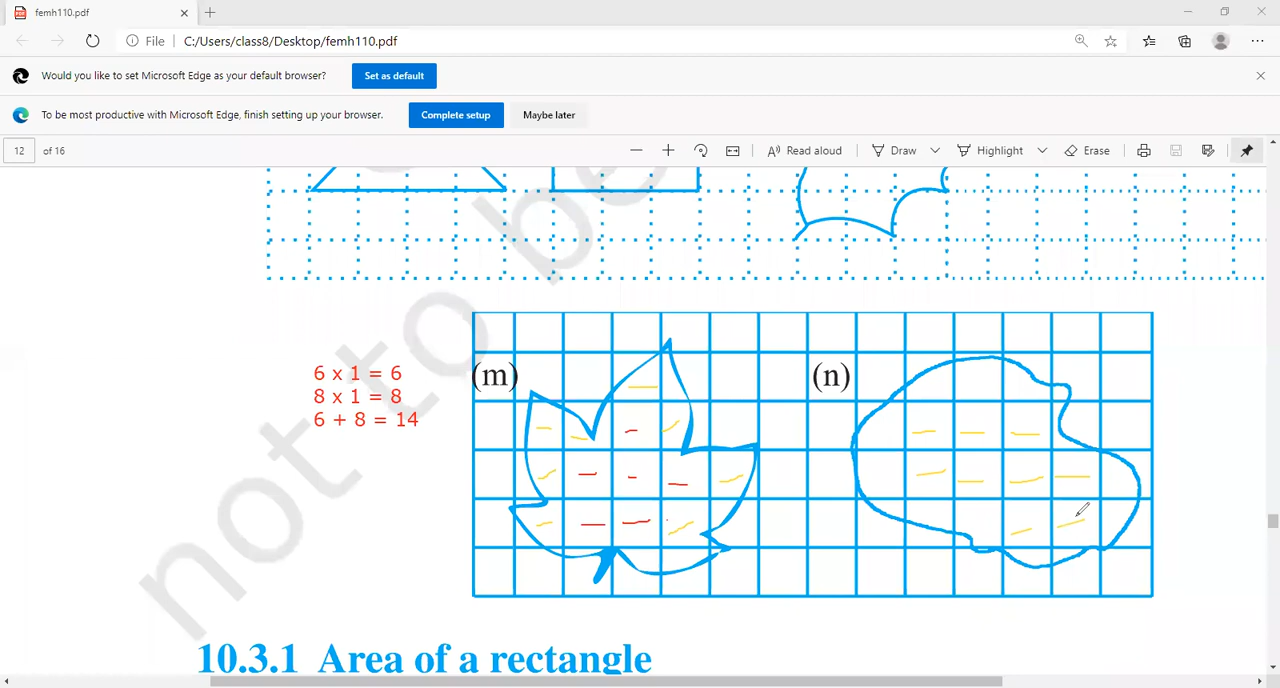 femh110.pdf
File C:/Users/class8/Desktop/femh110.pdf
Would you like to set Microsoft Edge as your default browser? Set as default
To be most productive with Microsoft Edge, finish setting up your browser. Complete setup Maybe later
12 of 16 Read aloud Draw Highlight Erase
not to be
6 x 1 = 6
8 x 1 = 8
6 + 8 = 14
(m) (n)
10.3.1 Area of a rectangle